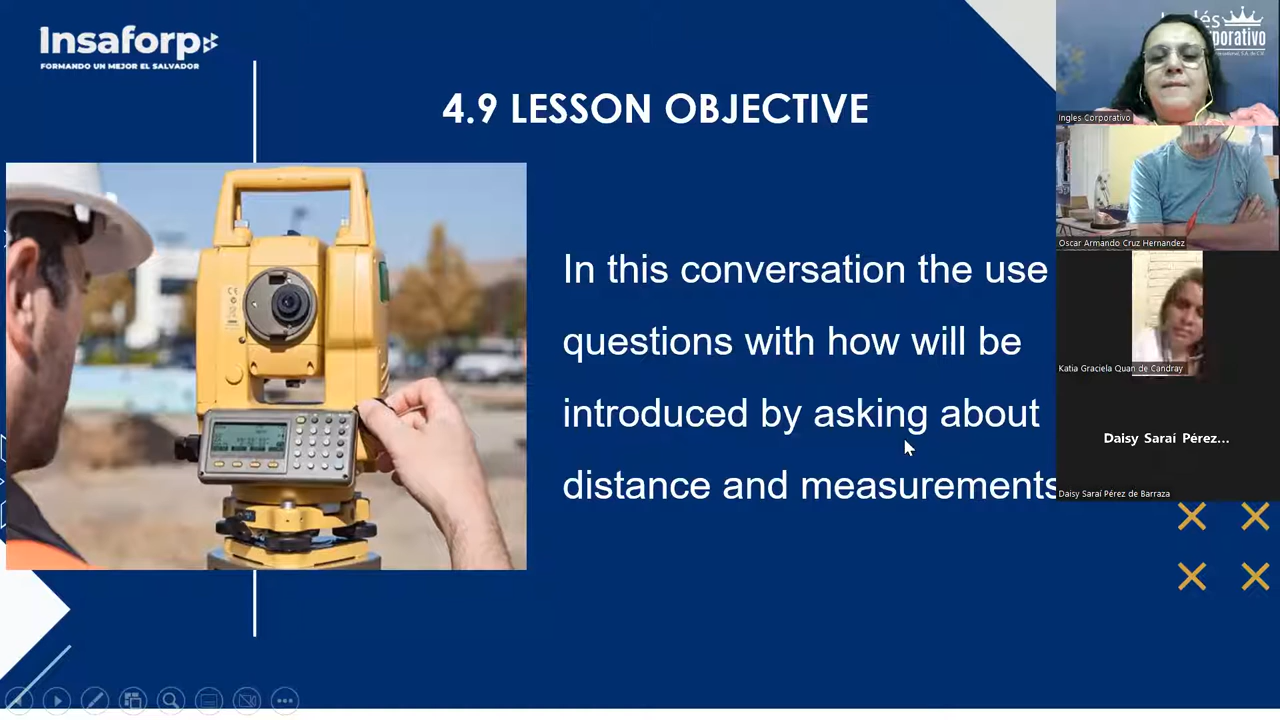 Insaforp
FORMANDO UN MEJOR EL SALVADOR
4.9 LESSON OBJECTIVE
In this conversation the use
questions with how will be
introduced by asking about
distance and measurements
Ingles Corporativo
Oscar Armando Cruz Hernandez
Katia Graciela Quan de Candray
Daisy Saraí Pérez...
Daisy Saraí Pérez de Barraza